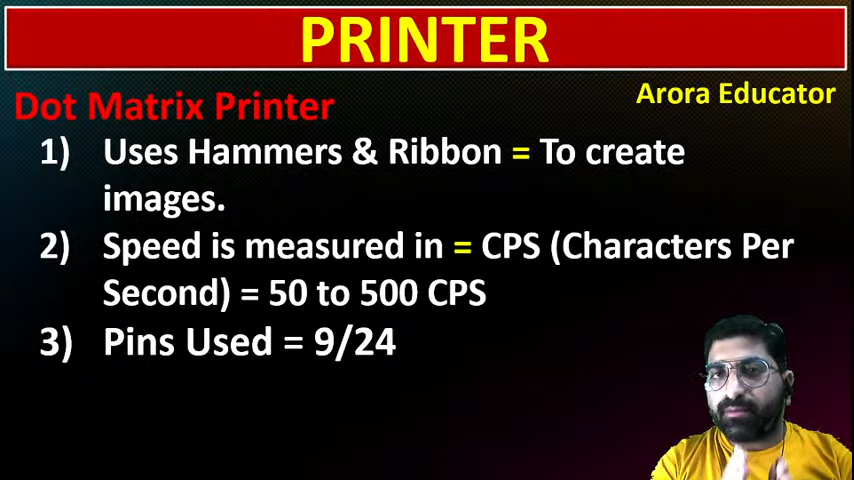 PRINTER
Arora Educator
Dot Matrix Printer
1) Uses Hammers & Ribbon = To create
images.
2) Speed is measured in = CPS (Characters Per
Second) = 50 to 500 CPS
3) Pins Used = 9/24